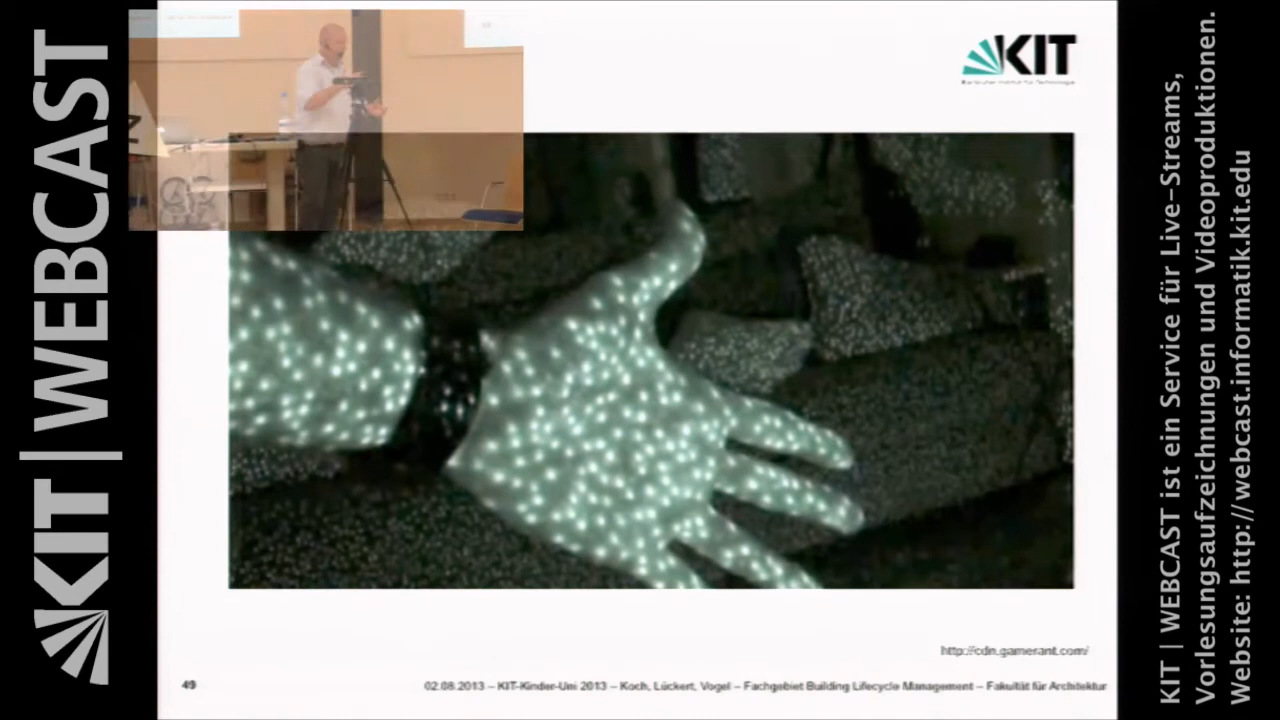 KIT | WEBCAST
KIT
http://cdn.gamerant.com/
49
02.08.2013 – KIT-Kinder-Uni 2013 – Koch, Lückert, Vogel – Fachgebiet Building Lifecycle Management – Fakultät für Architektur
KIT | WEBCAST ist ein Service für Live-Streams,
Vorlesungsaufzeichnungen und Videoproduktionen.
Website: http://webcast.informatik.kit.edu